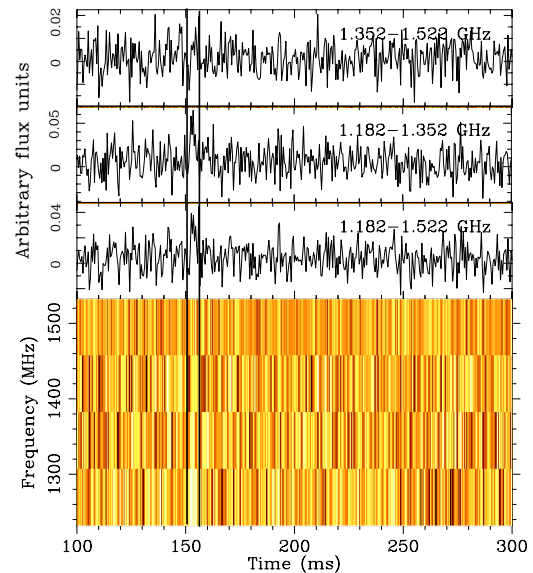 0.02
0
1.352−1.522 GHz
0.05
0
1.182−1.352 GHz
0.04
0
1.182−1.522 GHz
Arbitrary flux units
1500
1400
1300
Frequency (MHz)
100 150 200 250 300
Time (ms)